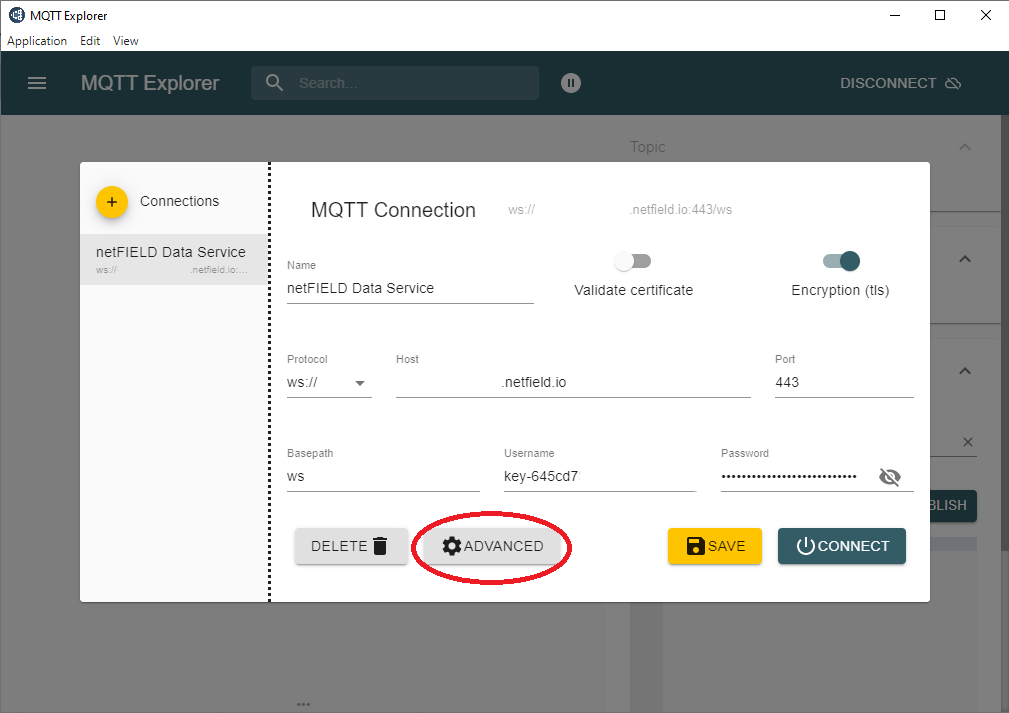 MQTT Explorer
Application Edit View
MQTT Explorer Search... DISCONNECT
Topic
+ Connections
netFIELD Data Service
ws:// .netfield.io:...
MQTT Connection ws:// .netfield.io:443/ws
Name
netFIELD Data Service
Validate certificate
Encryption (tls)
Protocol Host Port
ws:// .netfield.io 443
Basepath Username Password
ws key-645cd7 •••••••••••••••••••••••••••
BLISH
DELETE ADVANCED SAVE CONNECT
...